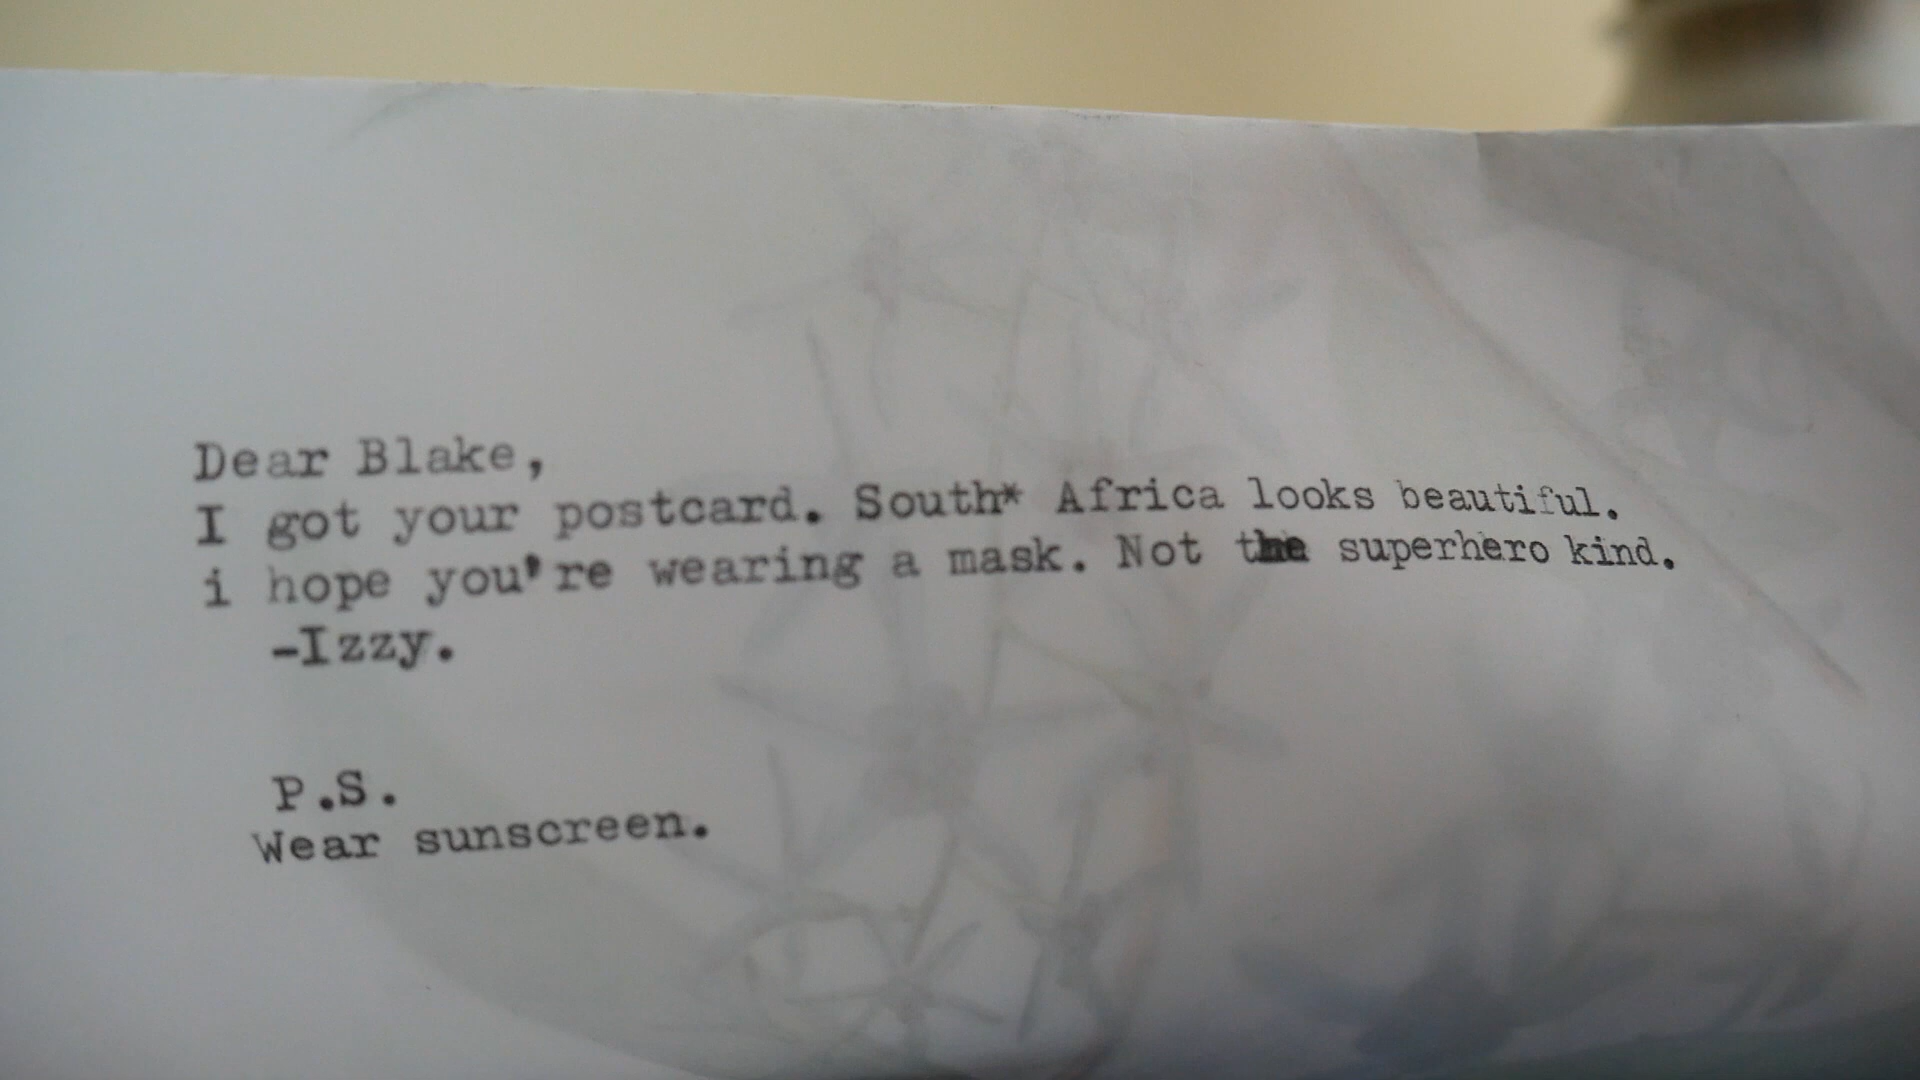 Dear Blake,
I got your postcard. South* Africa looks beautiful.
i hope you're wearing a mask. Not the superhero kind.
-Izzy.
P.S.
Wear sunscreen.